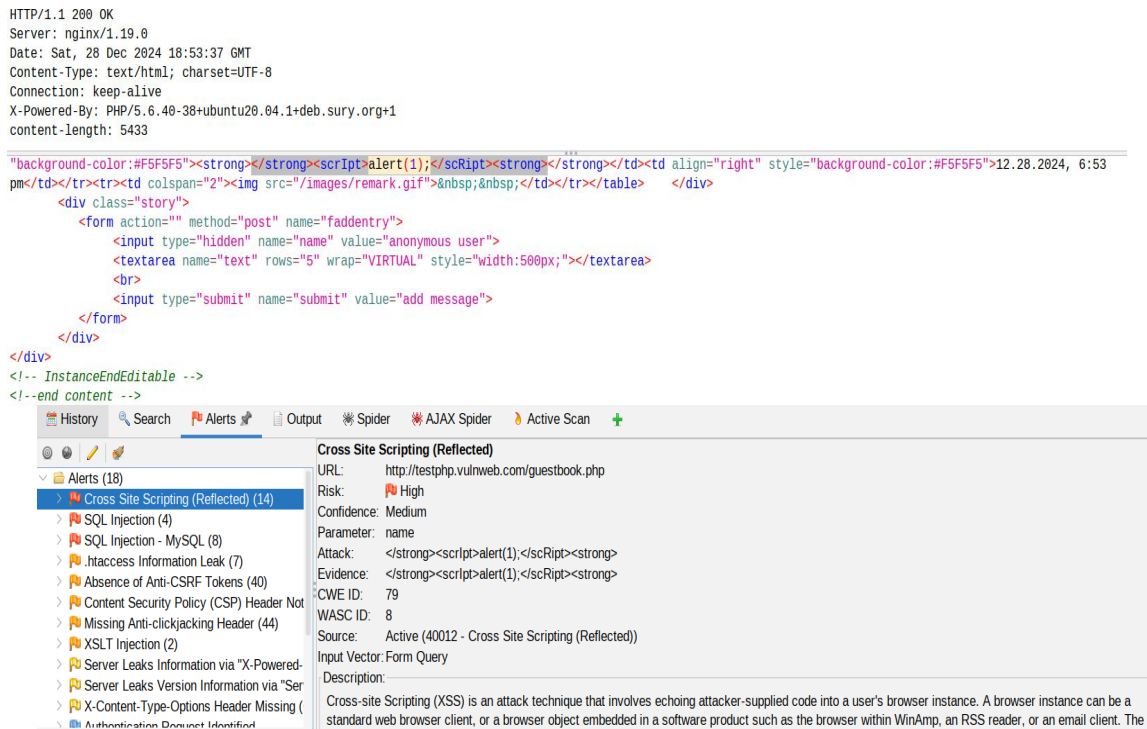 HTTP/1.1 200 OK
Server: nginx/1.19.0
Date: Sat, 28 Dec 2024 18:53:37 GMT
Content-Type: text/html; charset=UTF-8
Connection: keep-alive
X-Powered-By: PHP/5.6.40-38+ubuntu20.04.1+deb.sury.org+1
content-length: 5433
"background-color:#F5F5F5"><strong></strong><scrIpt>alert(1);</scRipt><strong></strong></td><td align="right" style="background-color:#F5F5F5">12.28.2024, 6:53
pm</td></tr><tr><td colspan="2"><img src="/images/remark.gif">&nbsp;&nbsp;</td></tr></table>    </div>
<div class="story">
<form action="" method="post" name="faddentry">
<input type="hidden" name="name" value="anonymous user">
<textarea name="text" rows="5" wrap="VIRTUAL" style="width:500px;"></textarea>
<br>
<input type="submit" name="submit" value="add message">
</form>
</div>
</div>
<!-- InstanceEndEditable -->
<!--end content -->
History Search Alerts Output Spider AJAX Spider Active Scan
Alerts (18)
Cross Site Scripting (Reflected) (14)
SQL Injection (4)
SQL Injection - MySQL (8)
.htaccess Information Leak (7)
Absence of Anti-CSRF Tokens (40)
Content Security Policy (CSP) Header Not
Missing Anti-clickjacking Header (44)
XSLT Injection (2)
Server Leaks Information via "X-Powered-
Server Leaks Version Information via "Ser
X-Content-Type-Options Header Missing (
Authentication Request Identified
Cross Site Scripting (Reflected)
URL: http://testphp.vulnweb.com/guestbook.php
Risk: High
Confidence: Medium
Parameter: name
Attack: </strong><scrIpt>alert(1);</scRipt><strong>
Evidence: </strong><scrIpt>alert(1);</scRipt><strong>
CWE ID: 79
WASC ID: 8
Source: Active (40012 - Cross Site Scripting (Reflected))
Input Vector: Form Query
Description:
Cross-site Scripting (XSS) is an attack technique that involves echoing attacker-supplied code into a user's browser instance. A browser instance can be a
standard web browser client, or a browser object embedded in a software product such as the browser within WinAmp, an RSS reader, or an email client. The